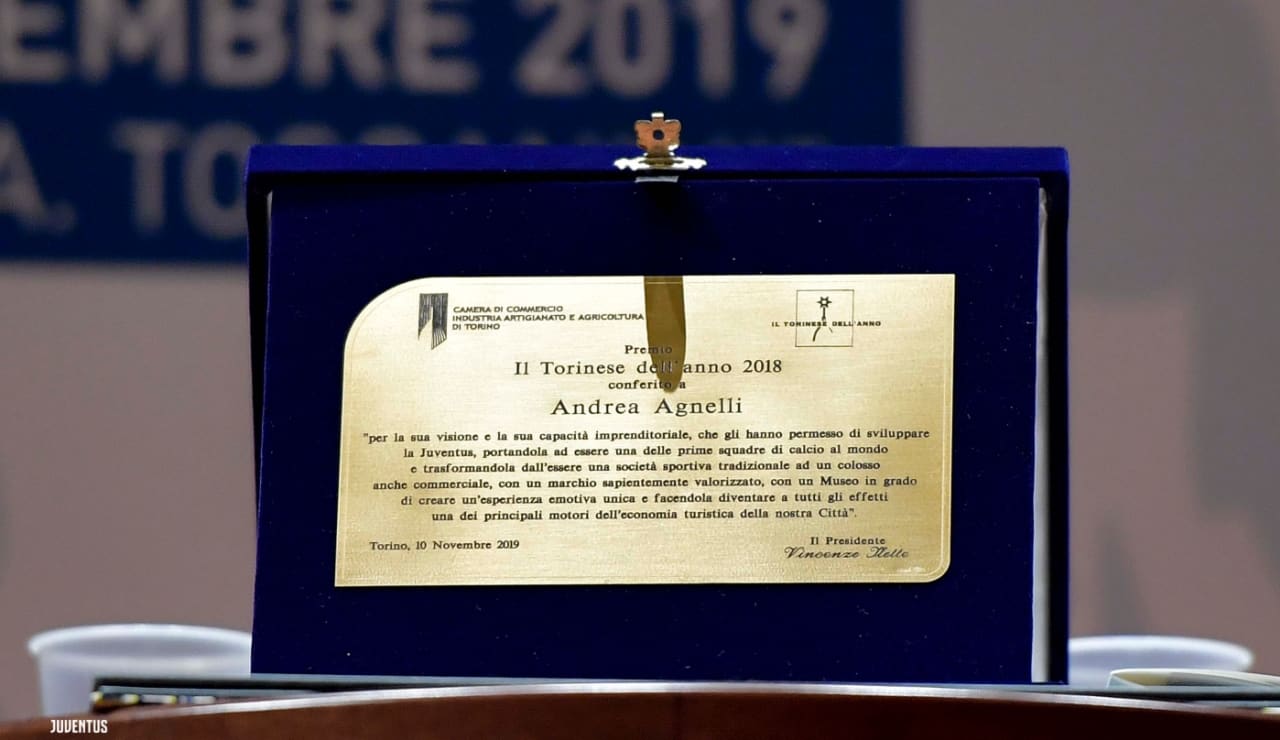 EMBRE 2019
A. TO
CAMERA DI COMMERCIO
INDUSTRIA ARTIGIANATO E AGRICOLTURA
DI TORINO
IL TORINESE DELL'ANNO
Premio
Il Torinese dell'anno 2018
conferito a
Andrea Agnelli
"per la sua visione e la sua capacità imprenditoriale, che gli hanno permesso di sviluppare
la Juventus, portandola ad essere una delle prime squadre di calcio al mondo
e trasformandola dall'essere una società sportiva tradizionale ad un colosso
anche commerciale, con un marchio sapientemente valorizzato, con un Museo in grado
di creare un'esperienza emotiva unica e facendola diventare a tutti gli effetti
una dei principali motori dell'economia turistica della nostra Città".
Torino, 10 Novembre 2019
Il Presidente
Vincenzo Ilotte
JUVENTUS